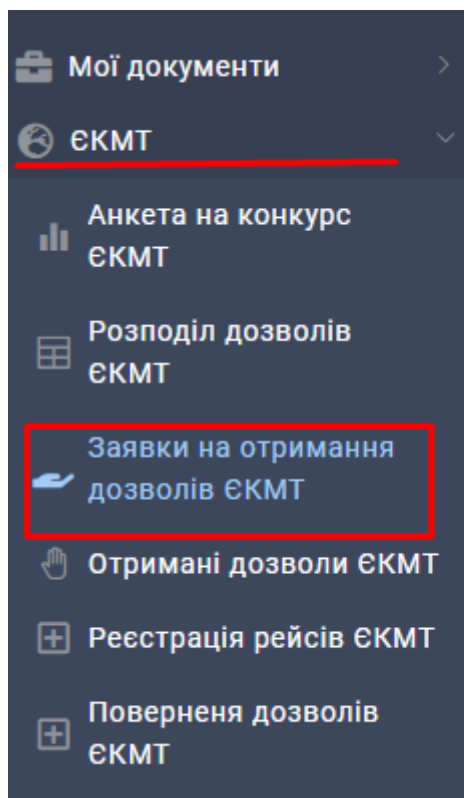 Мої документи
ЄКМТ
Анкета на конкурс
ЄКМТ
Розподіл дозволів
ЄКМТ
Заявки на отримання
дозволів ЄКМТ
Отримані дозволи ЄКМТ
Реєстрація рейсів ЄКМТ
Поверненя дозволів
ЄКМТ